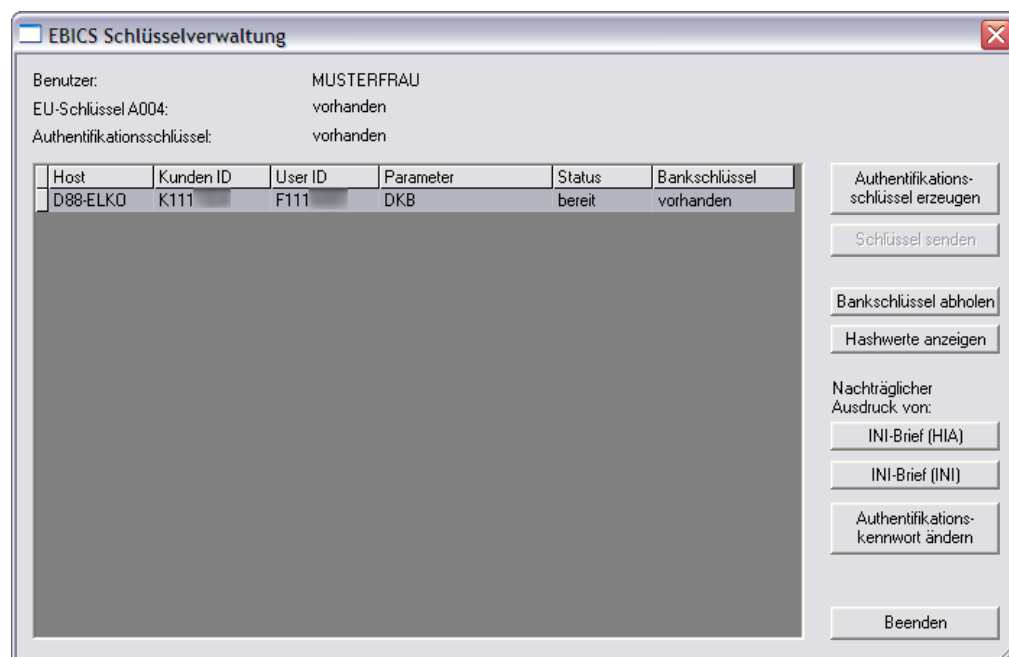 EBICS Schlüsselverwaltung
Benutzer: MUSTERFRAU
EU-Schlüssel A004: vorhanden
Authentifikationsschlüssel: vorhanden
Host Kunden ID User ID Parameter Status Bankschlüssel
D88-ELKO K111 F111 DKB bereit vorhanden
Authentifikations-
schlüssel erzeugen
Schlüssel senden
Bankschlüssel abholen
Hashwerte anzeigen
Nachträglicher
Ausdruck von:
INI-Brief (HIA)
INI-Brief (INI)
Authentifikations-
kennwort ändern
Beenden